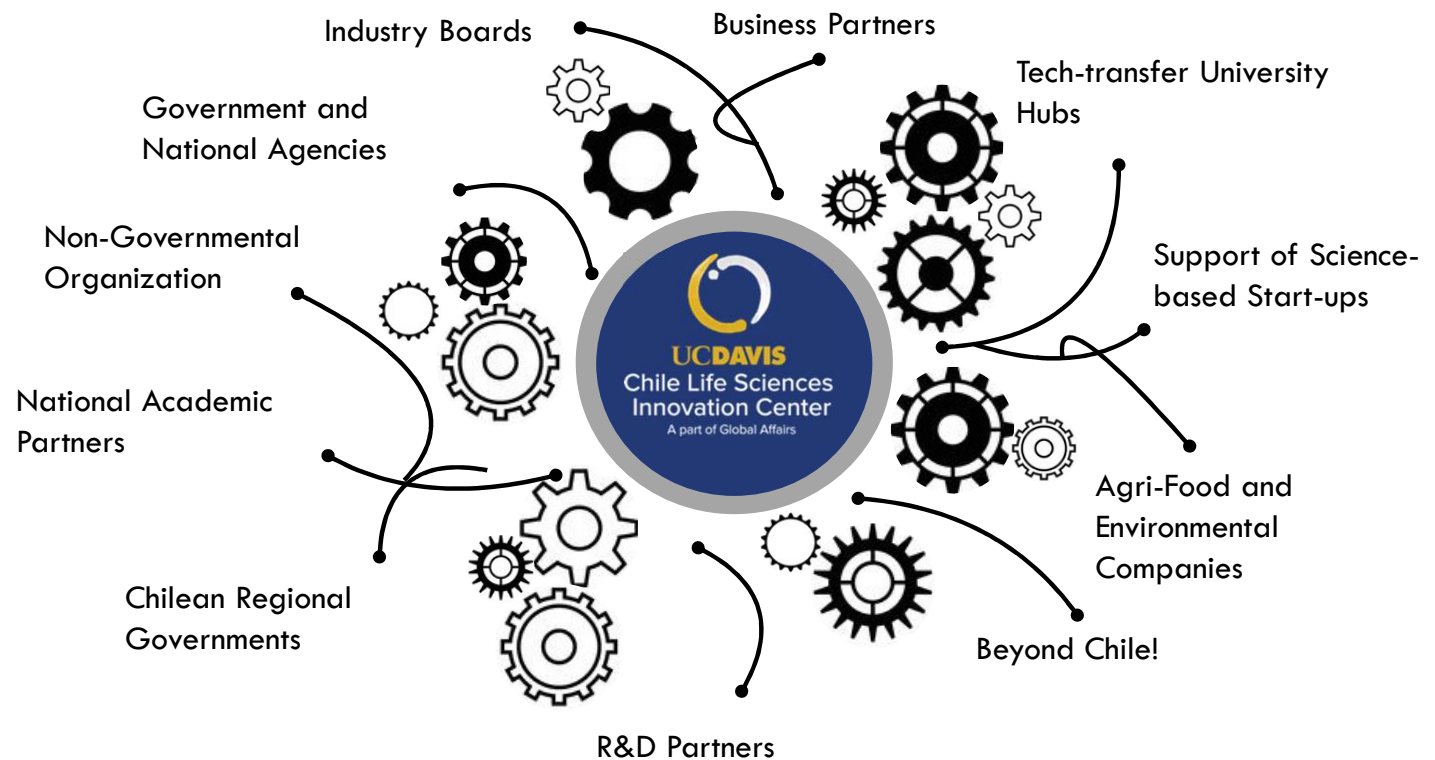 Industry Boards
Business Partners
Tech-transfer University
Hubs
Government and
National Agencies
Non-Governmental
Organization
Support of Science-
based Start-ups
UCDAVIS
Chile Life Sciences
Innovation Center
A part of Global Affairs
National Academic
Partners
Agri-Food and
Environmental
Companies
Chilean Regional
Governments
Beyond Chile!
R&D Partners